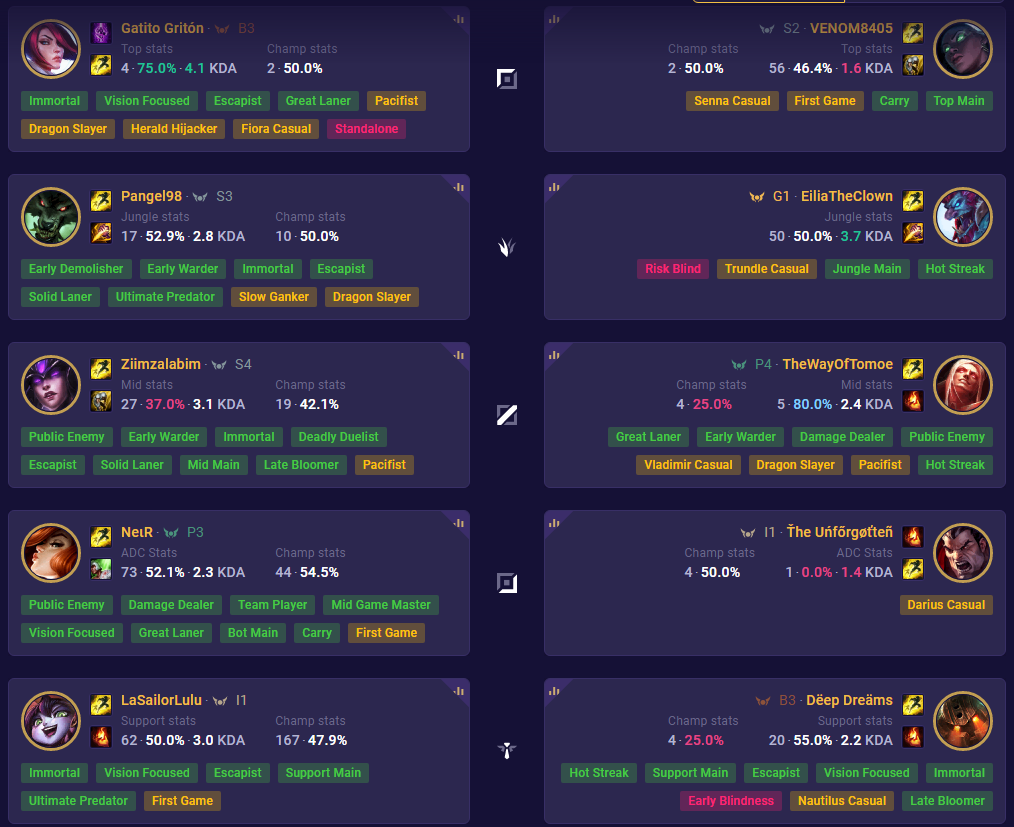 Gatito Gritón · B3
Top stats Champ stats
4 · 75.0% · 4.1 KDA 2 · 50.0%
Immortal Vision Focused Escapist Great Laner Pacifist
Dragon Slayer Herald Hijacker Fiora Casual Standalone
S2 · VENOM8405
Champ stats Top stats
2 · 50.0% 56 · 46.4% · 1.6 KDA
Senna Casual First Game Carry Top Main
Pangel98 · S3
Jungle stats Champ stats
17 · 52.9% · 2.8 KDA 10 · 50.0%
Early Demolisher Early Warder Immortal Escapist
Solid Laner Ultimate Predator Slow Ganker Dragon Slayer
G1 · EiliaTheClown
Jungle stats
50 · 50.0% · 3.7 KDA
Risk Blind Trundle Casual Jungle Main Hot Streak
Ziimzalabim · S4
Mid stats Champ stats
27 · 37.0% · 3.1 KDA 19 · 42.1%
Public Enemy Early Warder Immortal Deadly Duelist
Escapist Solid Laner Mid Main Late Bloomer Pacifist
P4 · TheWayOfTomoe
Champ stats Mid stats
4 · 25.0% 5 · 80.0% · 2.4 KDA
Great Laner Early Warder Damage Dealer Public Enemy
Vladimir Casual Dragon Slayer Pacifist Hot Streak
NeιR · P3
ADC Stats Champ stats
73 · 52.1% · 2.3 KDA 44 · 54.5%
Public Enemy Damage Dealer Team Player Mid Game Master
Vision Focused Great Laner Bot Main Carry First Game
I1 · Ťhe Uńfőrgøťteñ
Champ stats ADC Stats
4 · 50.0% 1 · 0.0% · 1.4 KDA
Darius Casual
LaSailorLulu · I1
Support stats Champ stats
62 · 50.0% · 3.0 KDA 167 · 47.9%
Immortal Vision Focused Escapist Support Main
Ultimate Predator First Game
B3 · Dëep Dreäms
Champ stats Support stats
4 · 25.0% 20 · 55.0% · 2.2 KDA
Hot Streak Support Main Escapist Vision Focused Immortal
Early Blindness Nautilus Casual Late Bloomer